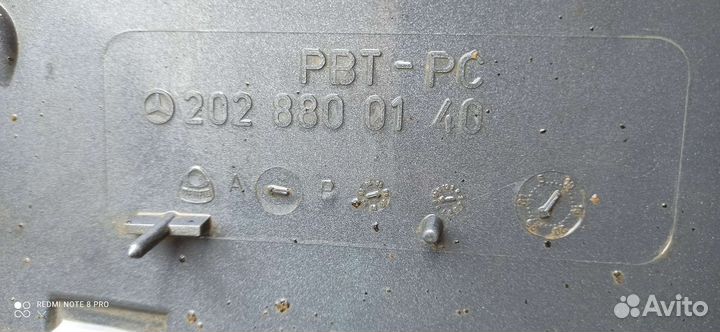 PBT-PC
202 880 01 40
A B
REDMI NOTE 8 PRO
Avito